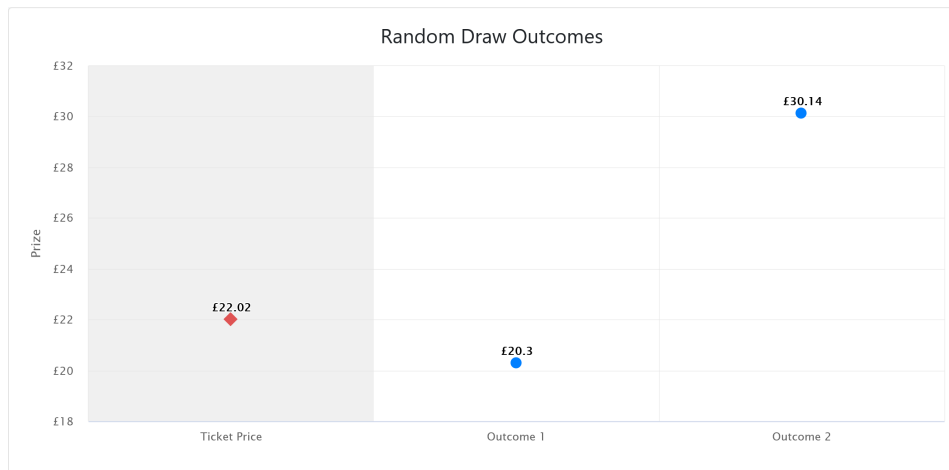 Random Draw Outcomes
£32
£30
£28
£26
£24
£22
£20
£18
Prize
£22.02
£20.3
£30.14
Ticket Price
Outcome 1
Outcome 2